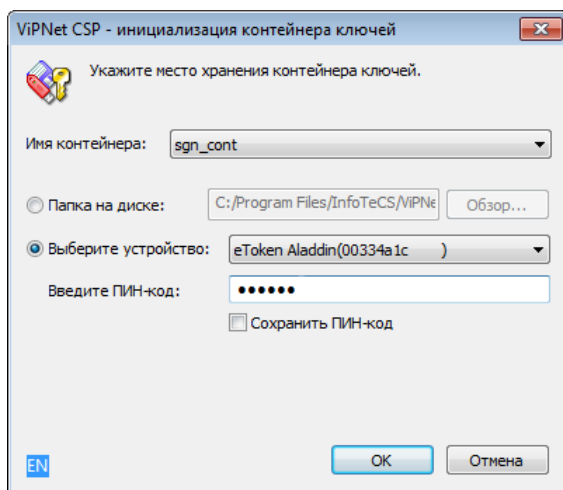 ViPNet CSP - инициализация контейнера ключей
Укажите место хранения контейнера ключей.
Имя контейнера: sgn_cont
Папка на диске: C:/Program Files/InfoTeCS/ViPNe Обзор...
Выберите устройство: eToken Aladdin(00334a1c )
Введите ПИН-код: ●●●●●●
Сохранить ПИН-код
EN OK Отмена